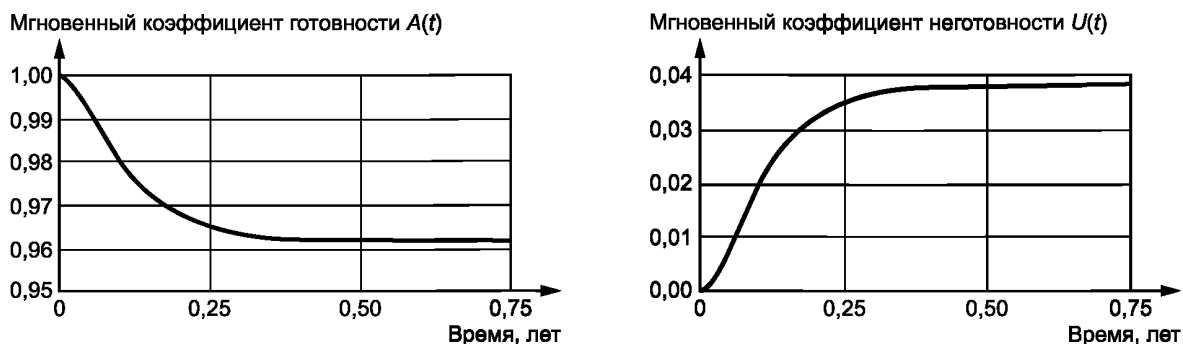 Мгновенный коэффициент готовности A(t)
1,00
0,99
0,98
0,97
0,96
0,95
0 0,25 0,50 0,75
Время, лет
Мгновенный коэффициент неготовности U(t)
0,04
0,03
0,02
0,01
0,00
0 0,25 0,50 0,75
Время, лет